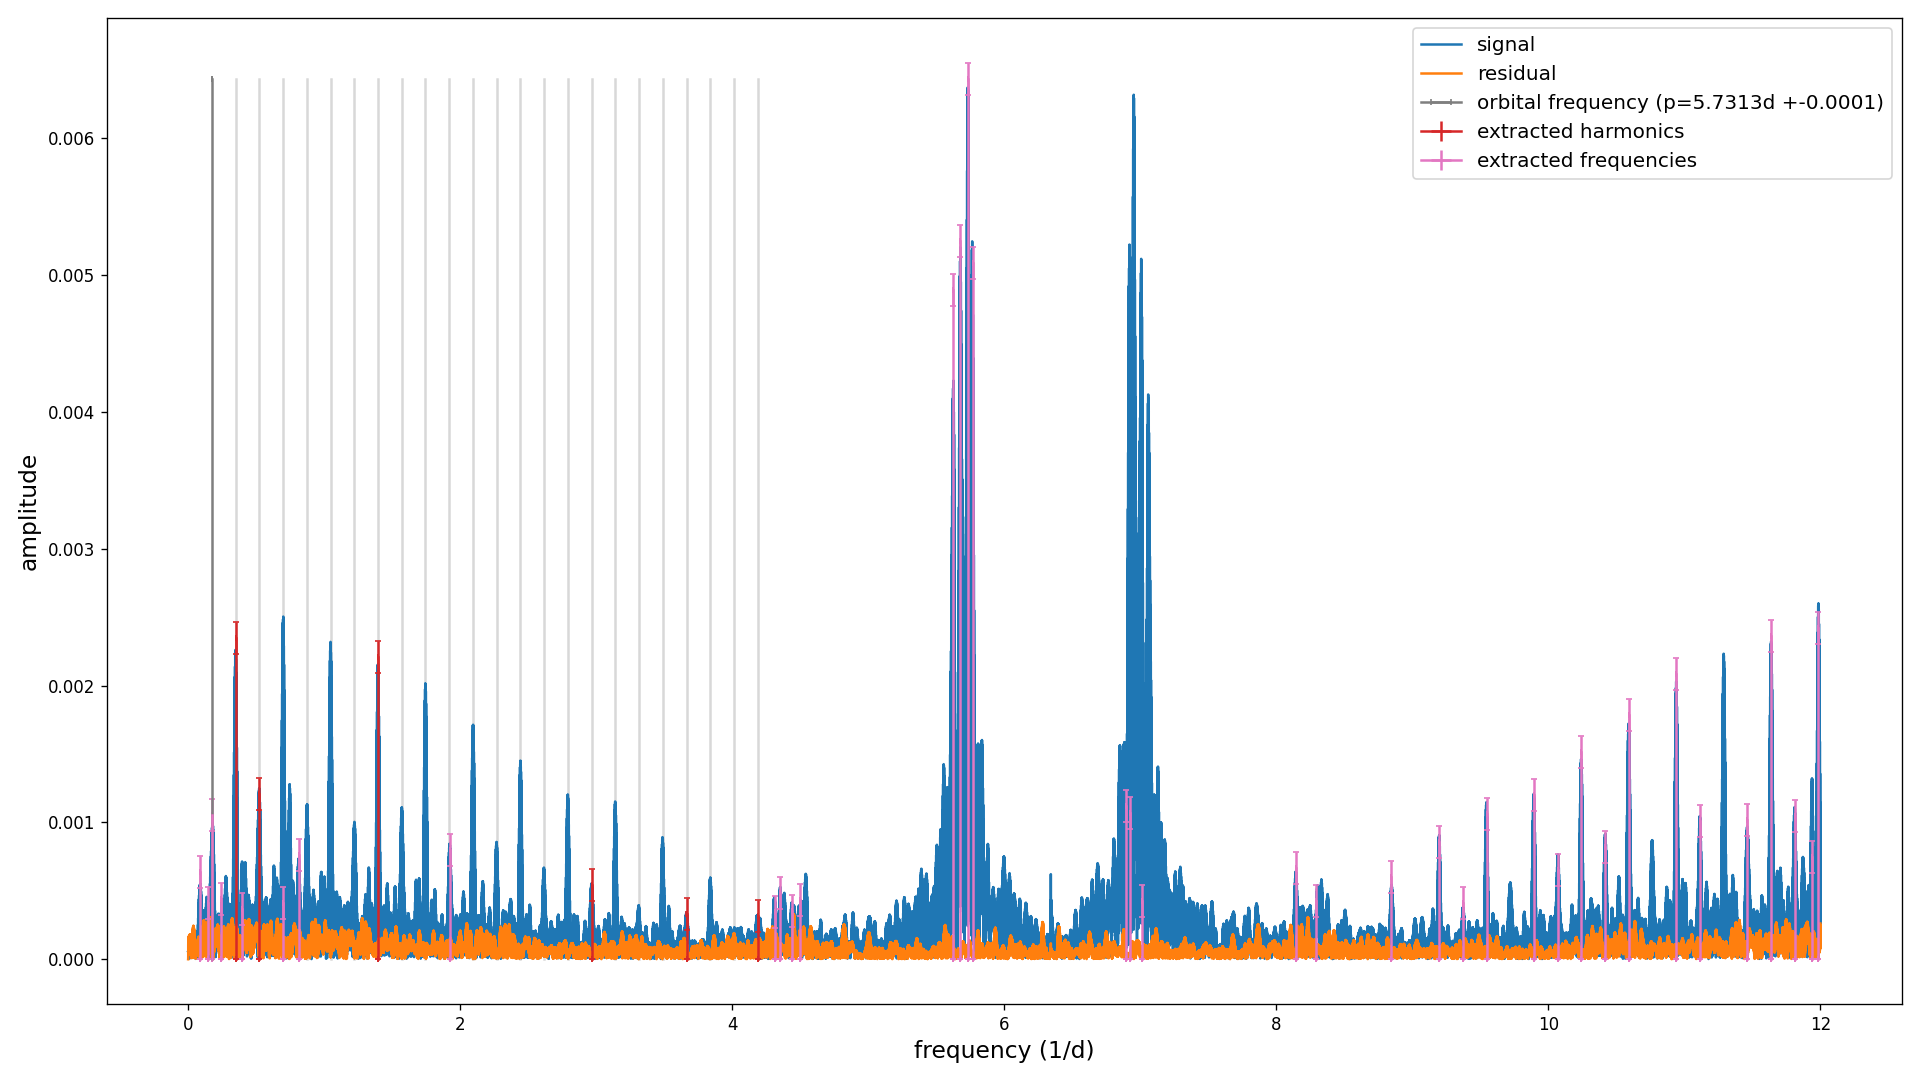 signal
residual
orbital frequency (p=5.7313d +-0.0001)
extracted harmonics
extracted frequencies
amplitude
0.006
0.005
0.004
0.003
0.002
0.001
0.000
0 2 4 6 8 10 12
frequency (1/d)